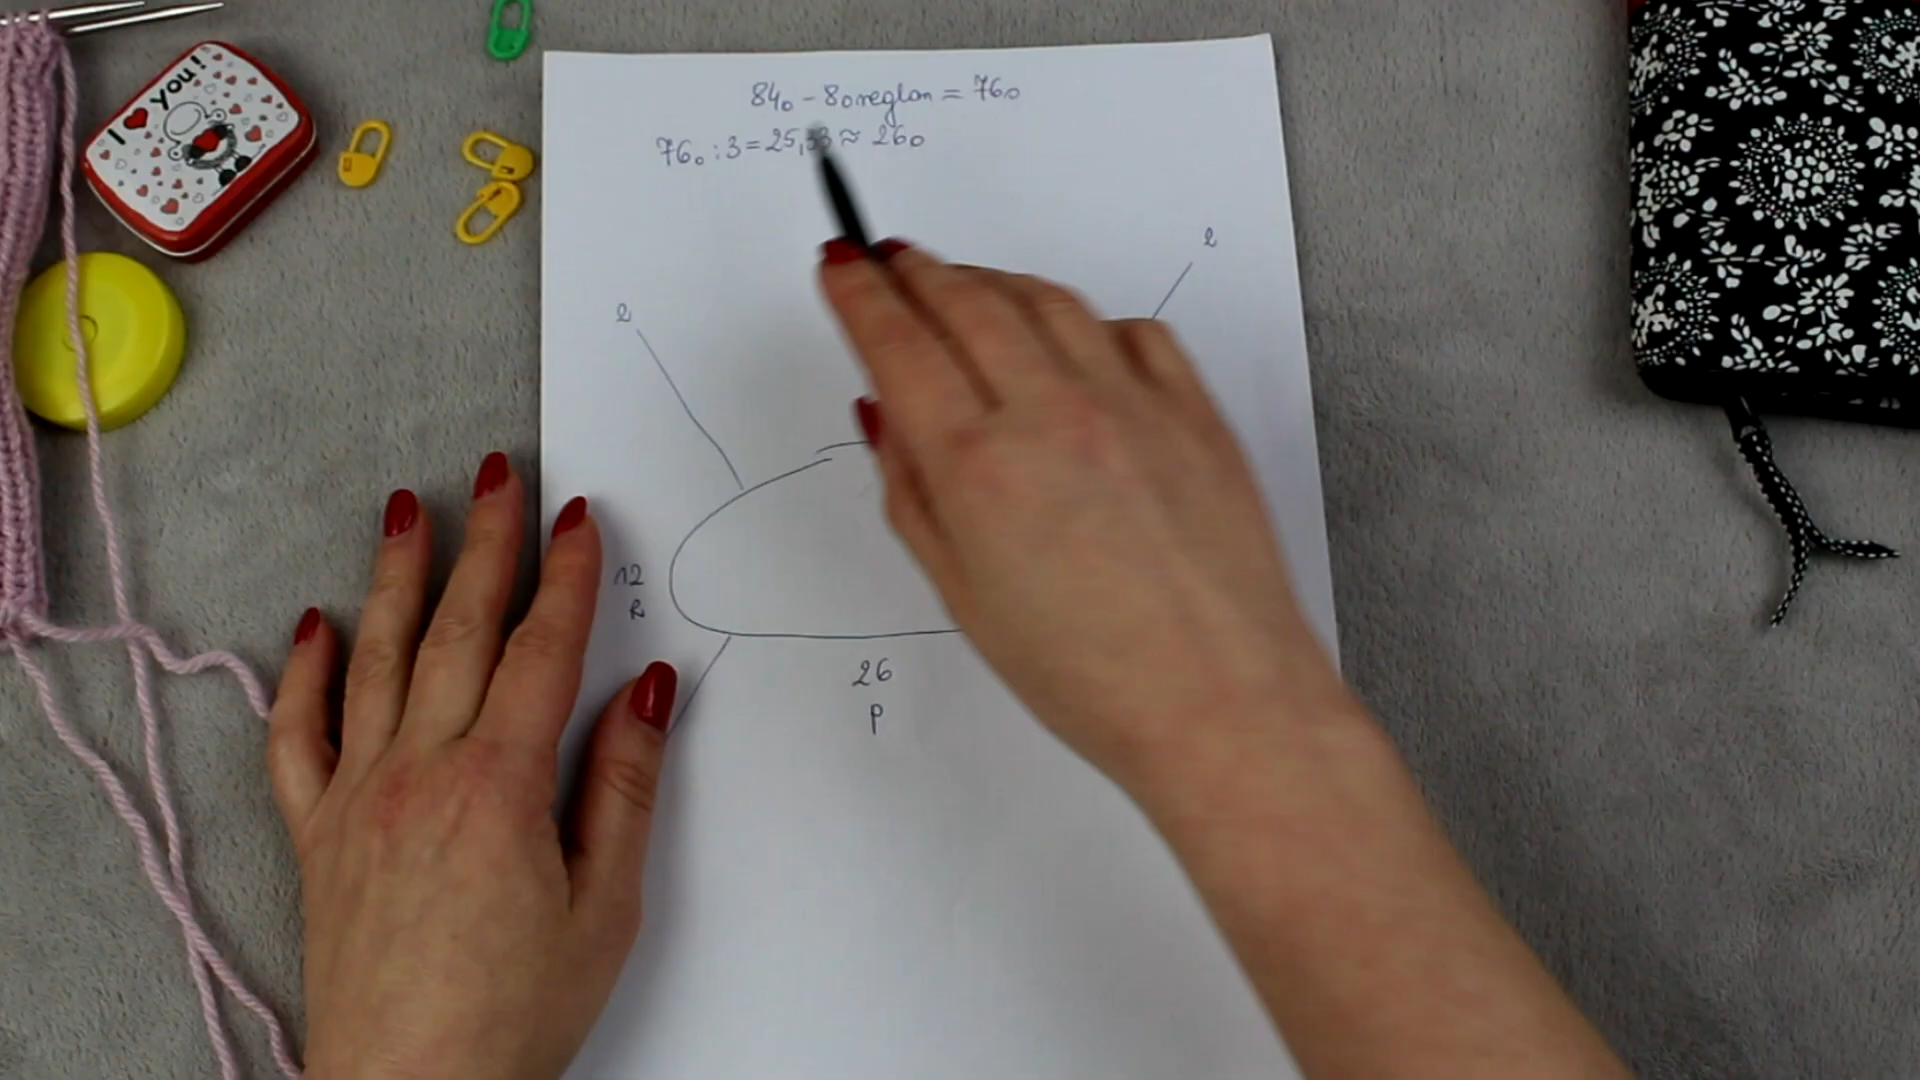 I ❤ you!
84o - 8o reglan = 76o
76o : 3 = 25,33 ≈ 26o
2
2
12
R
26
P